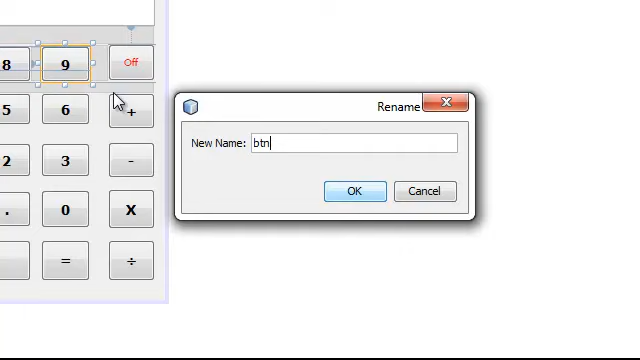 8 9 Off
Rename
5 6 +
New Name: btn
2 3 -
OK Cancel
. 0 X
= ÷